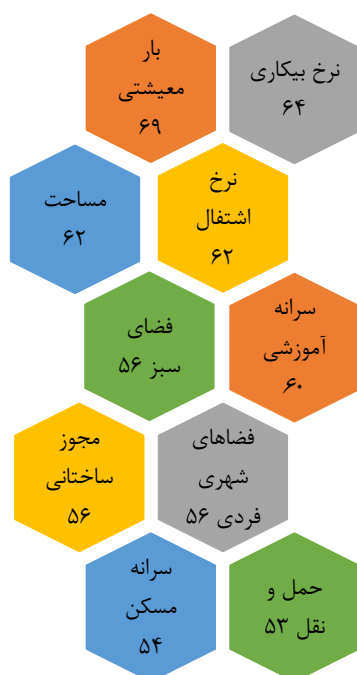 نرخ بیکاری
۶۴
بار
معیشتی
۶۹
نرخ
اشتفال
۶۲
مساحت
۶۲
سرانه
آموزشی
۶۰
فضای
سبز ۵۶
فضاهای
شهری
فردی ۵۶
مجوز
ساختانی
۵۶
حمل و
نقل ۵۳
سرانه
مسکن
۵۴